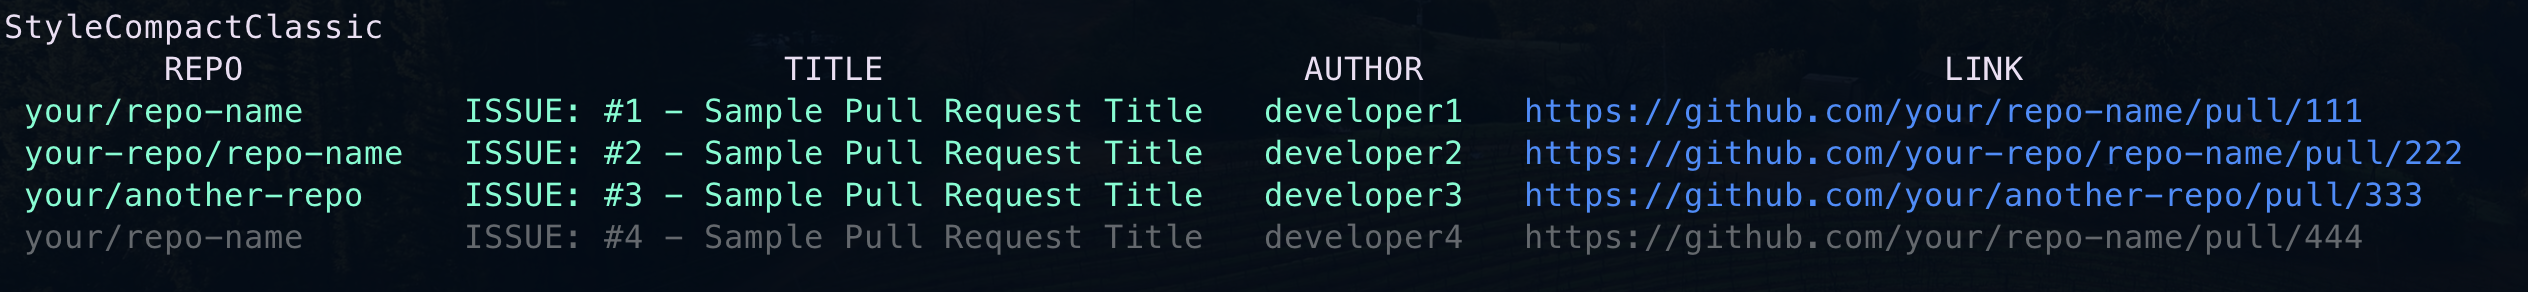 StyleCompactClassic
REPO TITLE AUTHOR LINK
your/repo-name ISSUE: #1 - Sample Pull Request Title developer1 https://github.com/your/repo-name/pull/111
your-repo/repo-name ISSUE: #2 - Sample Pull Request Title developer2 https://github.com/your-repo/repo-name/pull/222
your/another-repo ISSUE: #3 - Sample Pull Request Title developer3 https://github.com/your/another-repo/pull/333
your/repo-name ISSUE: #4 - Sample Pull Request Title developer4 https://github.com/your/repo-name/pull/444